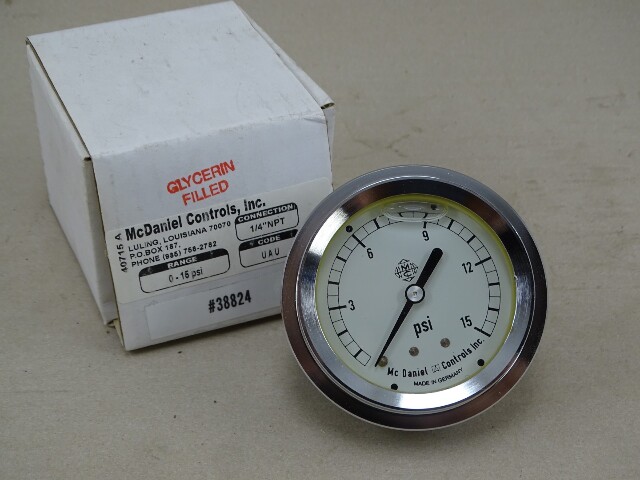 GLYCERIN
FILLED
40715 A
McDaniel Controls, Inc.
LULING, LOUISIANA 70070
P.O.BOX 187,
PHONE (985) 758-2782
CONNECTION
1/4"NPT
RANGE
0 - 15 psi
CODE
UAU
#38824
3
6
9
12
15
psi
M
Mc Daniel Controls Inc.
MADE IN GERMANY